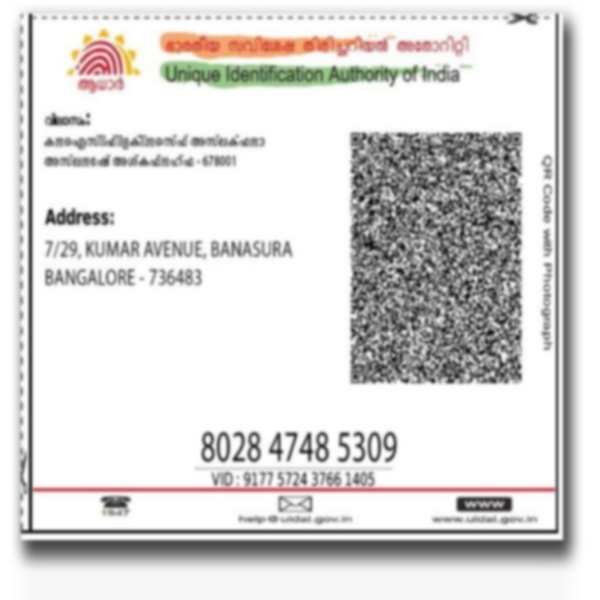 ഭാരതീയ സവിശേഷ തിരിച്ചറിയൽ അതോറിറ്റി
Unique Identification Authority of India
ആധാർ
വിലാസം:
- 678001
Address:
7/29, KUMAR AVENUE, BANASURA
BANGALORE - 736483
QR Code with Photograph
8028 4748 5309
VID : 9177 5724 3766 1405
1947
help@uidai.gov.in
www
www.uidai.gov.in